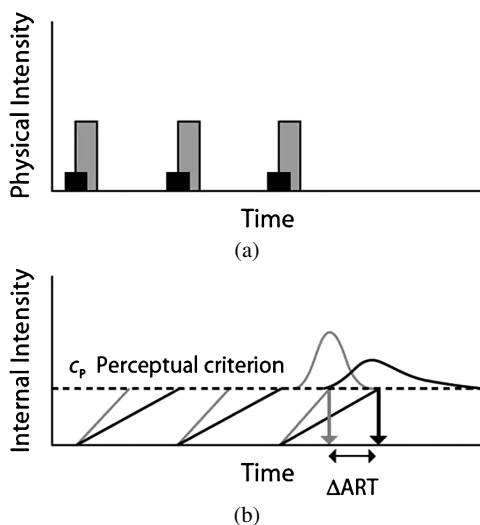 Physical Intensity
Time
(a)
Internal Intensity
cP Perceptual criterion
Time
ΔART
(b)